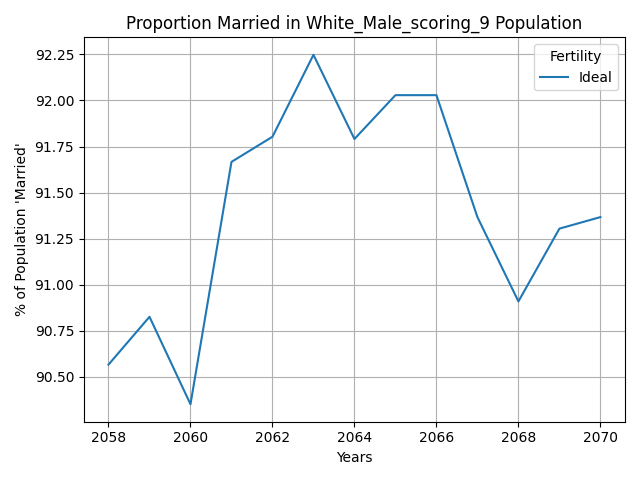 Proportion Married in White_Male_scoring_9 Population
Fertility
Ideal
% of Population 'Married'
92.25
92.00
91.75
91.50
91.25
91.00
90.75
90.50
2058 2060 2062 2064 2066 2068 2070
Years